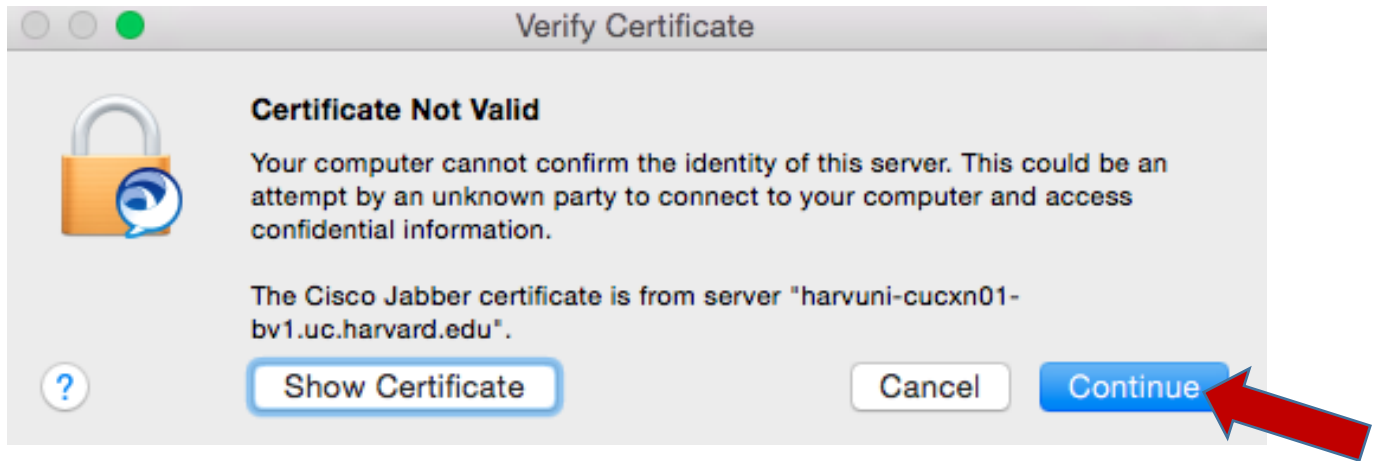 Verify Certificate
Certificate Not Valid
Your computer cannot confirm the identity of this server. This could be an
attempt by an unknown party to connect to your computer and access
confidential information.
The Cisco Jabber certificate is from server "harvuni-cucxn01-
bv1.uc.harvard.edu".
? Show Certificate Cancel Continue